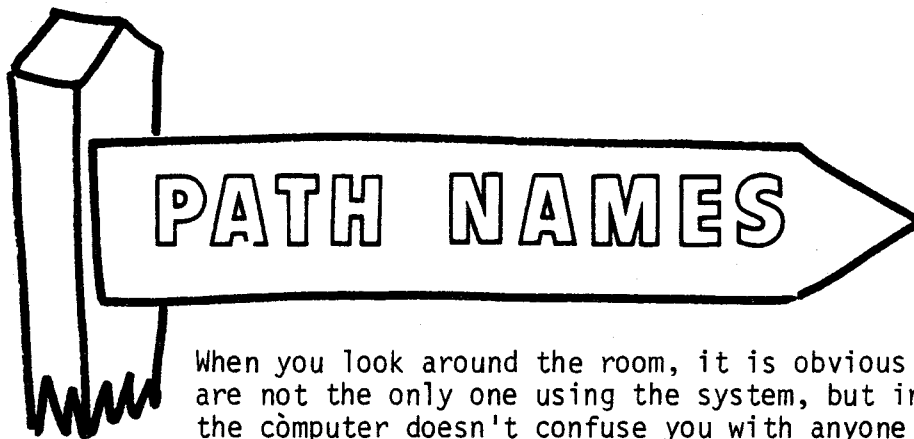 PATH NAMES
When you look around the room, it is obvious
are not the only one using the system, but
the computer doesn't confuse you with anyone